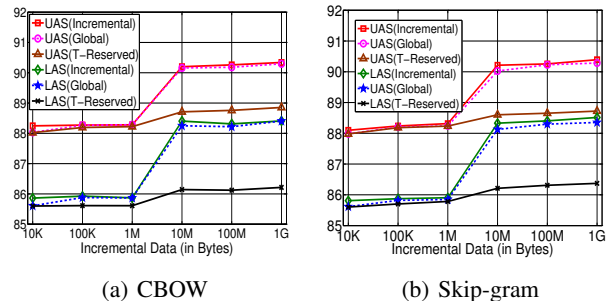 92
91
90
89
88
87
86
85
UAS(Incremental)
UAS(Global)
UAS(T−Reserved)
LAS(Incremental)
LAS(Global)
LAS(T−Reserved)
10K 100K 1M 10M 100M 1G
Incremental Data (in Bytes)
(a) CBOW
92
91
90
89
88
87
86
85
UAS(Incremental)
UAS(Global)
UAS(T−Reserved)
LAS(Incremental)
LAS(Global)
LAS(T−Reserved)
10K 100K 1M 10M 100M 1G
Incremental Data (in Bytes)
(b) Skip-gram